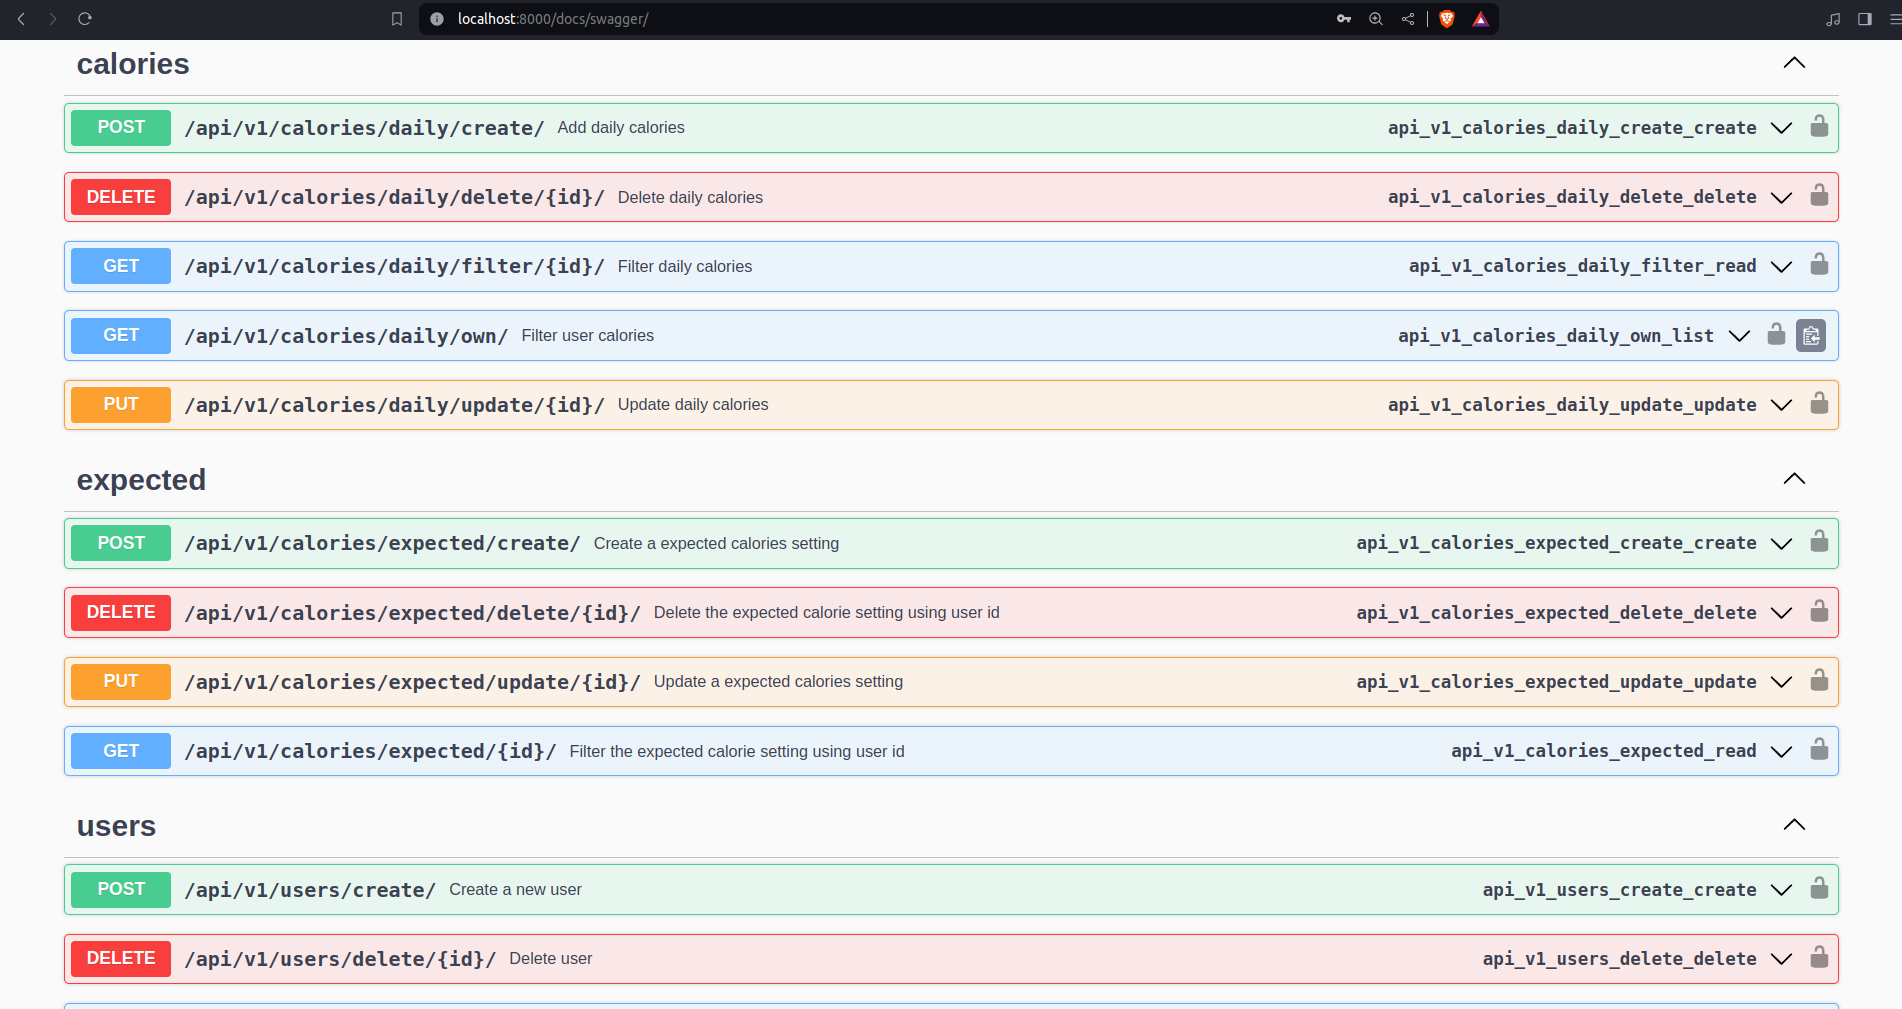 localhost:8000/docs/swagger/
calories
POST /api/v1/calories/daily/create/ Add daily calories api_v1_calories_daily_create_create
DELETE /api/v1/calories/daily/delete/{id}/ Delete daily calories api_v1_calories_daily_delete_delete
GET /api/v1/calories/daily/filter/{id}/ Filter daily calories api_v1_calories_daily_filter_read
GET /api/v1/calories/daily/own/ Filter user calories api_v1_calories_daily_own_list
PUT /api/v1/calories/daily/update/{id}/ Update daily calories api_v1_calories_daily_update_update
expected
POST /api/v1/calories/expected/create/ Create a expected calories setting api_v1_calories_expected_create_create
DELETE /api/v1/calories/expected/delete/{id}/ Delete the expected calorie setting using user id api_v1_calories_expected_delete_delete
PUT /api/v1/calories/expected/update/{id}/ Update a expected calories setting api_v1_calories_expected_update_update
GET /api/v1/calories/expected/{id}/ Filter the expected calorie setting using user id api_v1_calories_expected_read
users
POST /api/v1/users/create/ Create a new user api_v1_users_create_create
DELETE /api/v1/users/delete/{id}/ Delete user api_v1_users_delete_delete